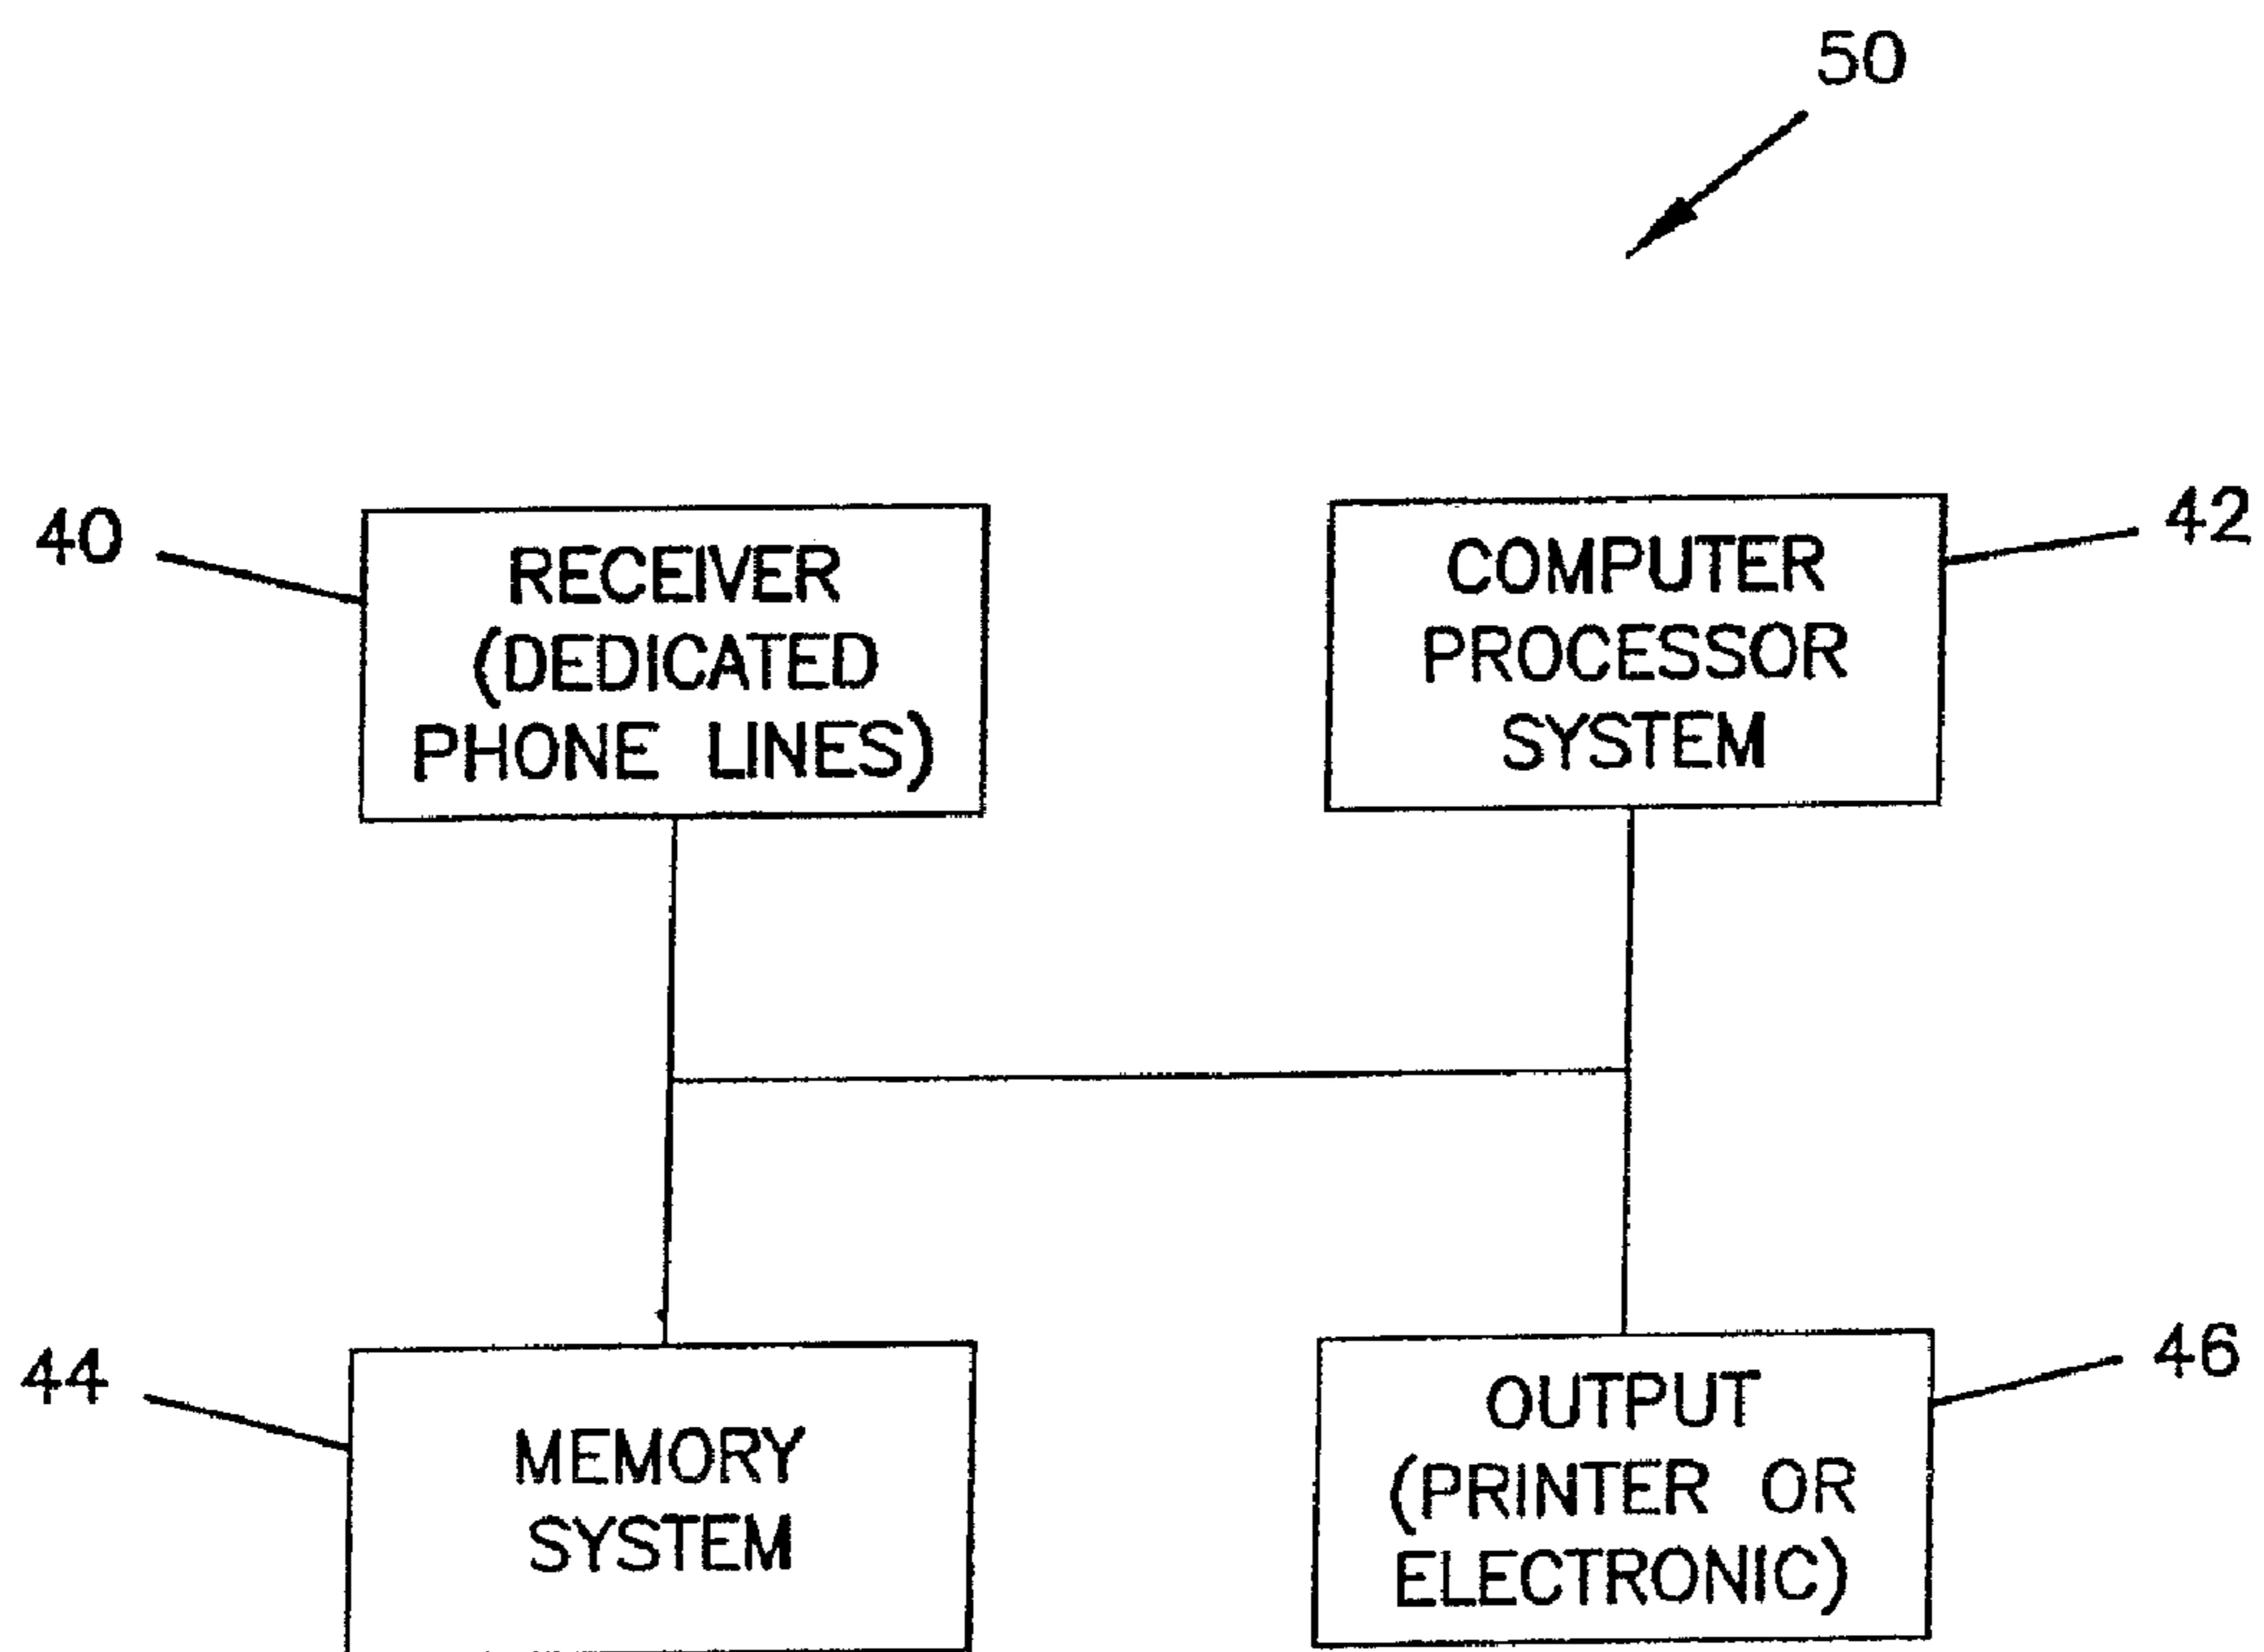 50
40
RECEIVER
(DEDICATED
PHONE LINES)
42
COMPUTER
PROCESSOR
SYSTEM
44
MEMORY
SYSTEM
46
OUTPUT
(PRINTER OR
ELECTRONIC)